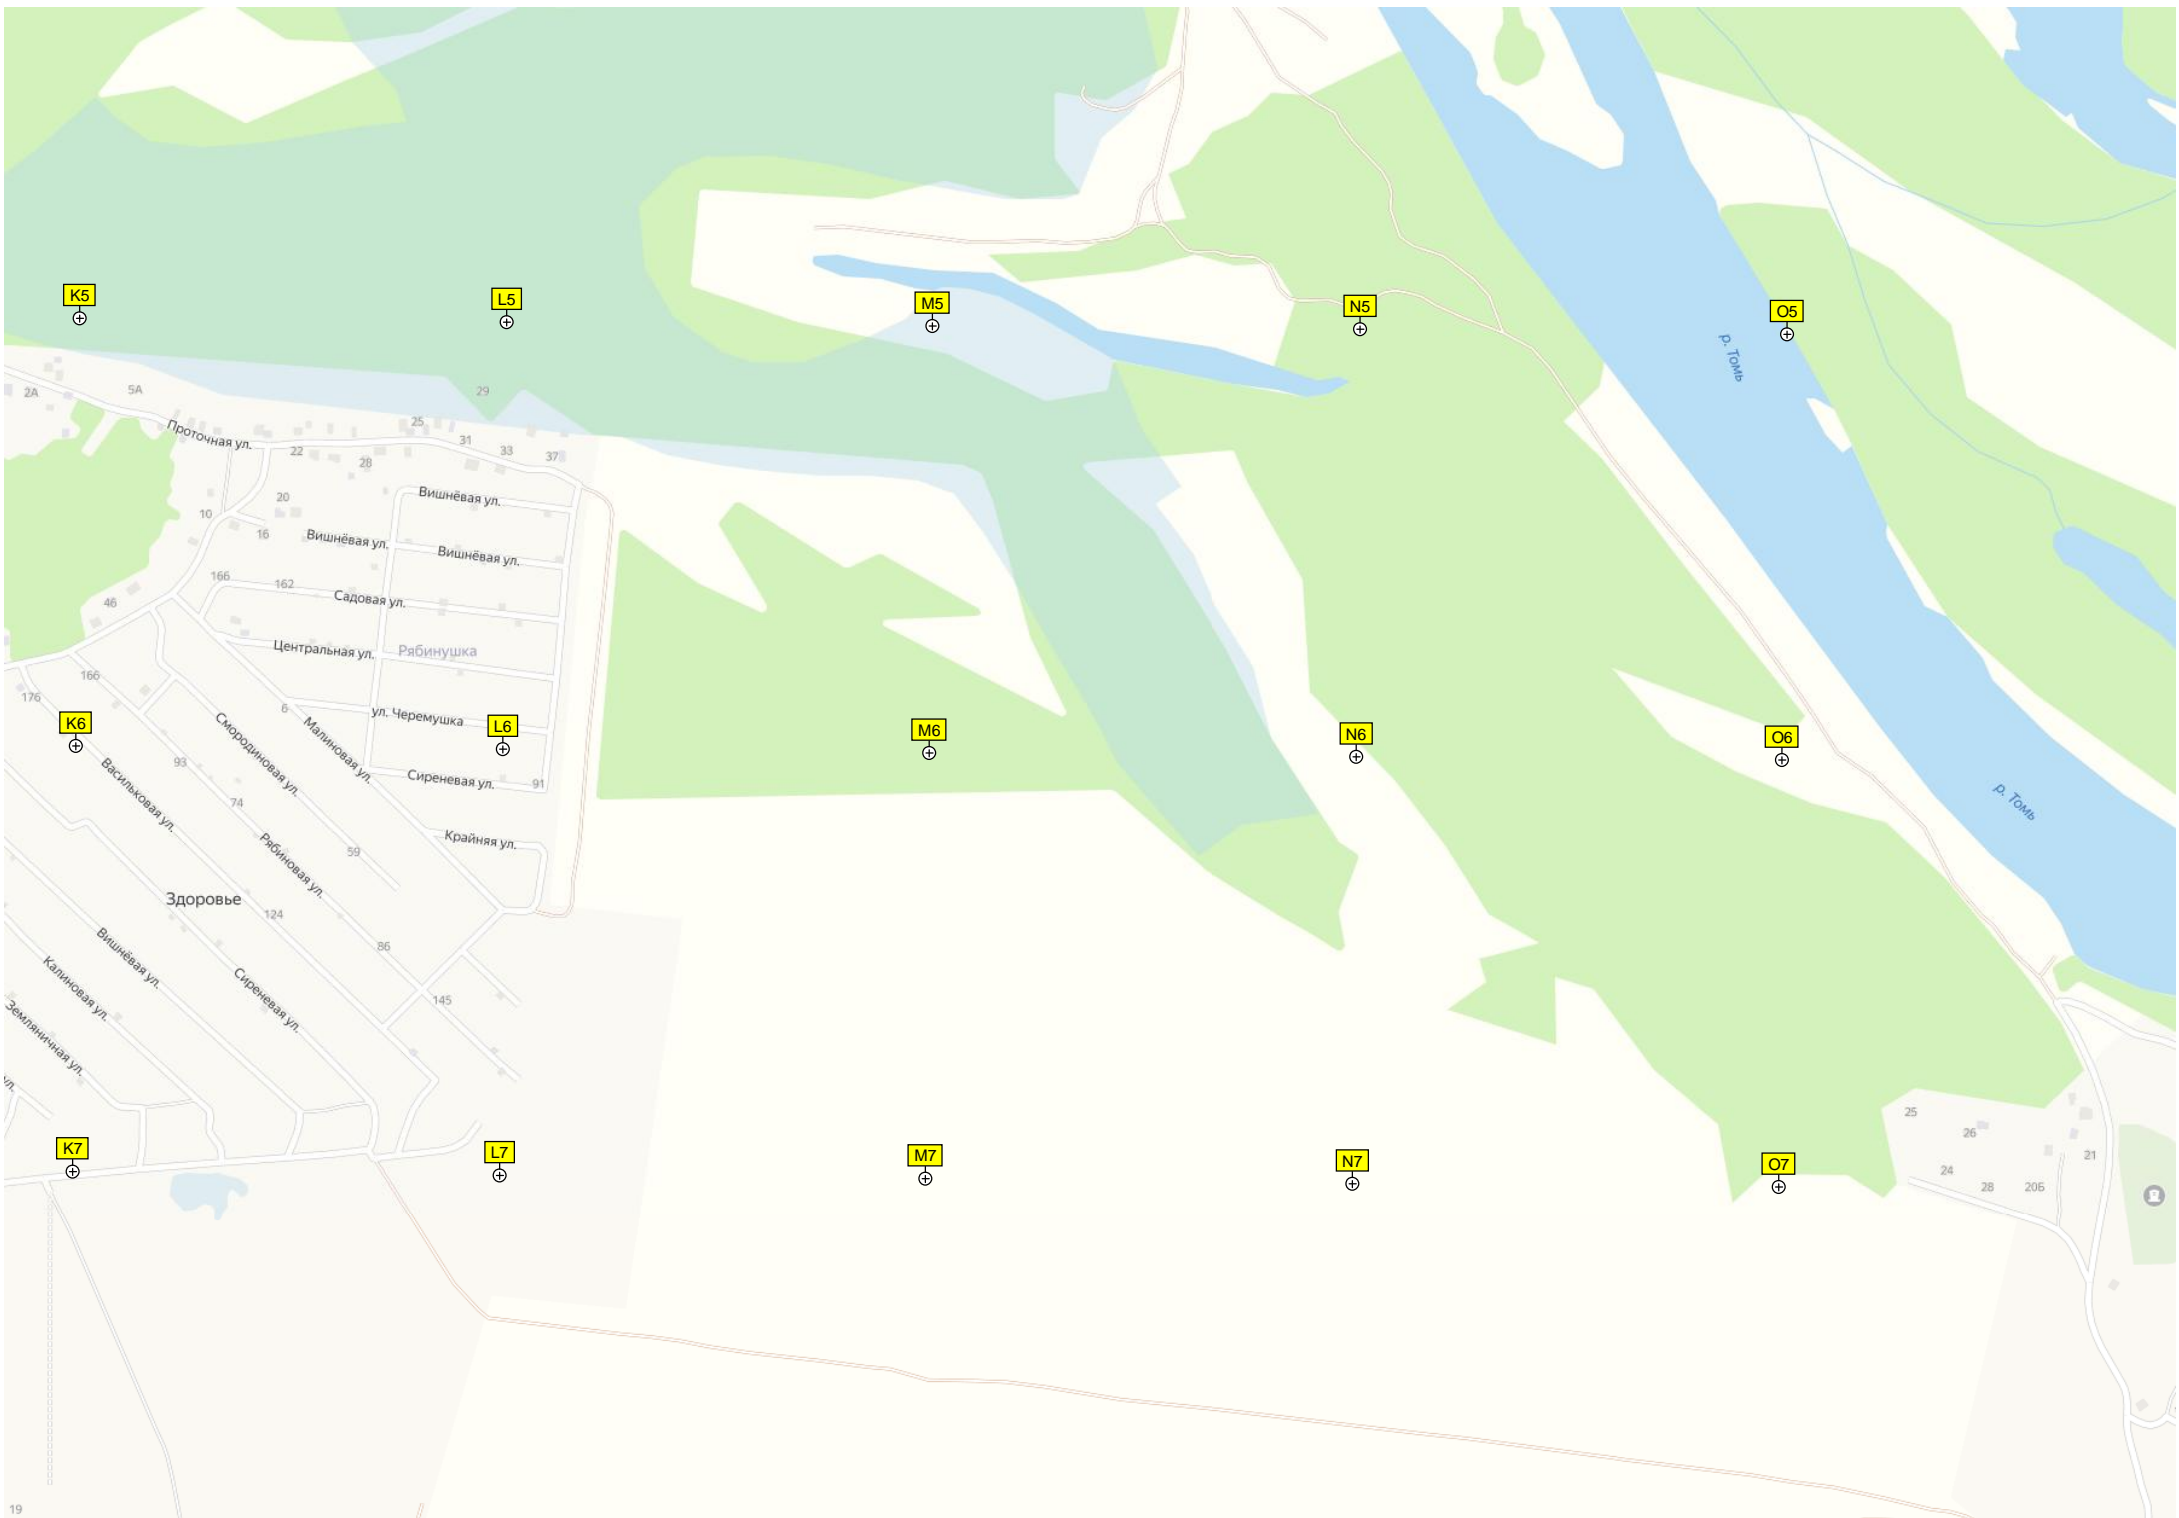 K5
L5
M5
N5
O5
р. Томь
2А
5А
29
Проточная ул.
25
31
33
37
22
28
Вишнёвая ул.
20
10
16
Вишнёвая ул.
Вишнёвая ул.
166
162
Садовая ул.
46
Центральная ул.
Рябинушка
166
176
6
ул. Черемушка
K6
L6
M6
N6
O6
Смородиновая ул.
Малиновая ул.
93
Васильковая ул.
Сиреневая ул.
91
74
р. Томь
Крайняя ул.
59
Рябиновая ул.
Здоровье
124
86
Вишнёвая ул.
Калиновая ул.
Сиреневая ул.
145
Земляничная ул.
ул.
25
26
K7
L7
M7
N7
O7
21
24
28
20Б
19